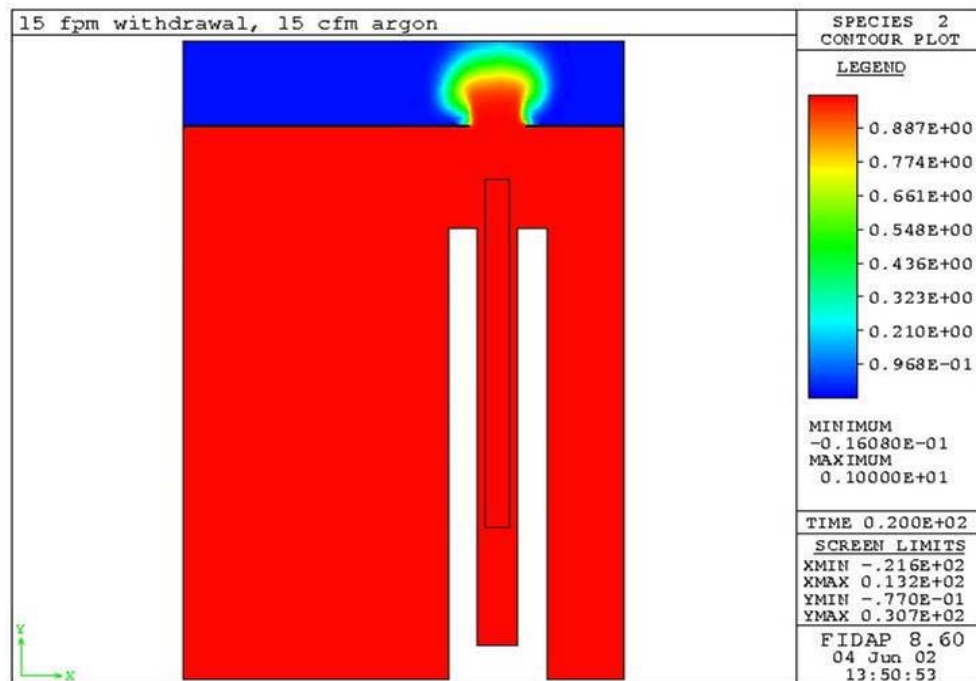 15 fpm withdrawal, 15 cfm argon
SPECIES 2
CONTOUR PLOT
LEGEND
0.887E+00
0.774E+00
0.661E+00
0.548E+00
0.436E+00
0.323E+00
0.210E+00
0.968E-01
MINIMUM
-0.16080E-01
MAXIMUM
0.10000E+01
TIME 0.200E+02
SCREEN LIMITS
XMIN -.216E+02
XMAX 0.132E+02
YMIN -.770E-01
YMAX 0.307E+02
FIDAP 8.60
04 Jun 02
13:50:53
Y
X